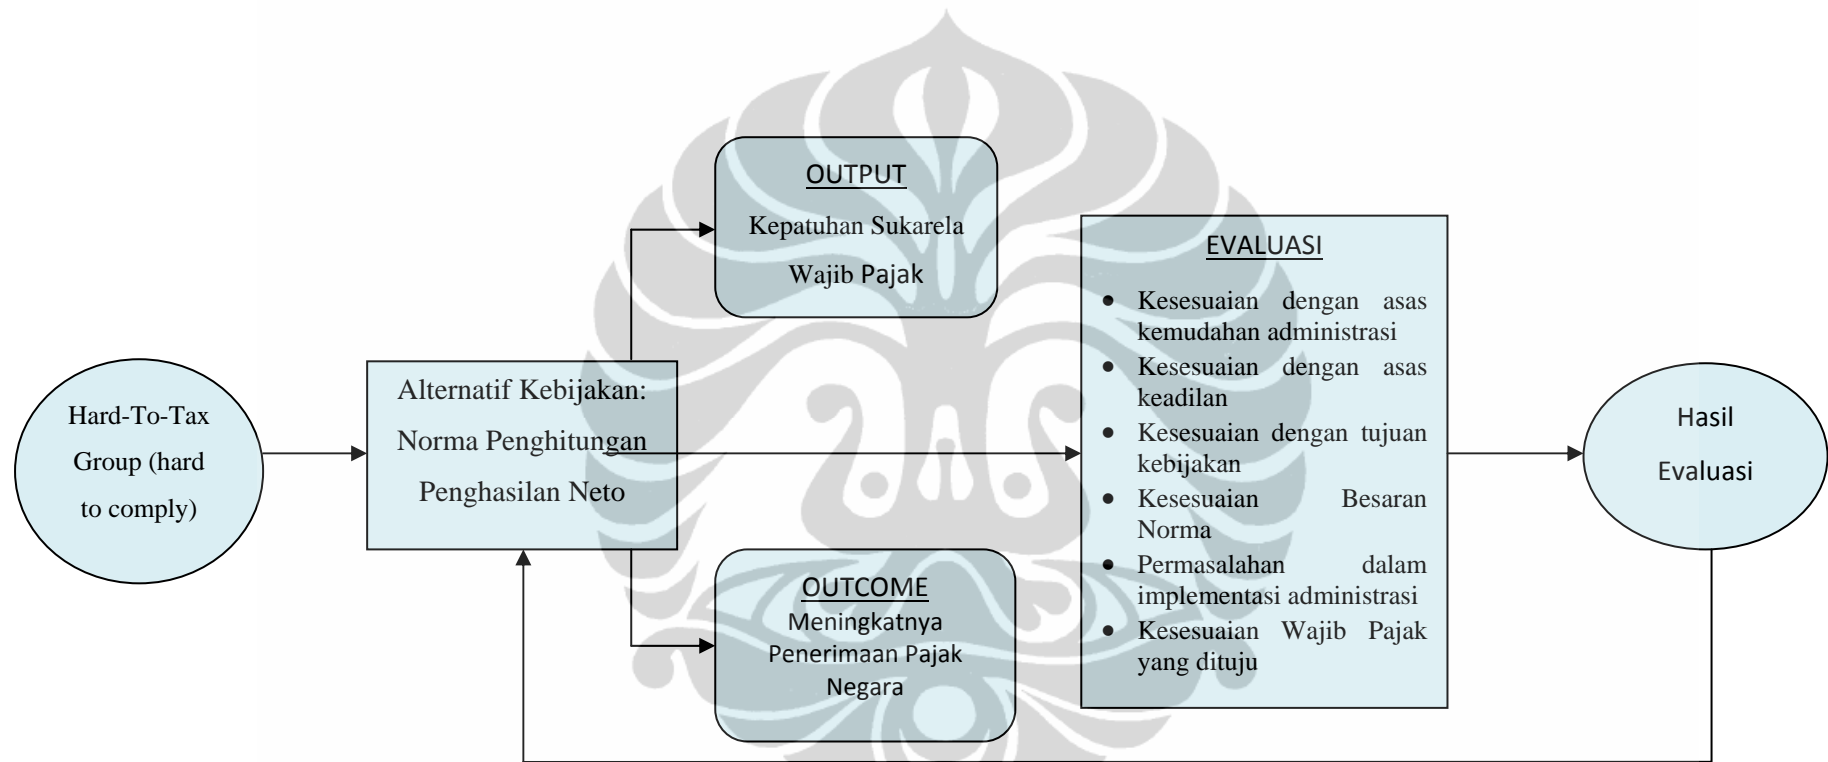 Hard-To-Tax
Group (hard
to comply)
Alternatif Kebijakan:
Norma Penghitungan
Penghasilan Neto
OUTPUT
Kepatuhan Sukarela
Wajib Pajak
OUTCOME
Meningkatnya
Penerimaan Pajak
Negara
EVALUASI
• Kesesuaian dengan asas
kemudahan administrasi
• Kesesuaian dengan asas
keadilan
• Kesesuaian dengan tujuan
kebijakan
• Kesesuaian Besaran
Norma
• Permasalahan dalam
implementasi administrasi
• Kesesuaian Wajib Pajak
yang dituju
Hasil
Evaluasi